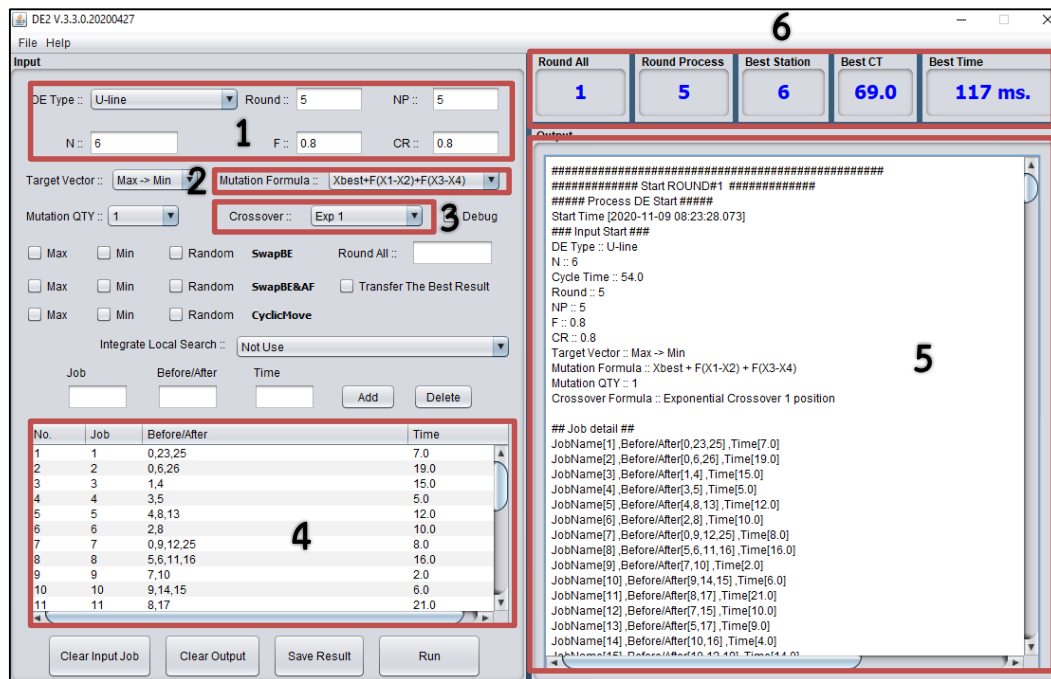 DE2 V.3.3.0.20200427
File Help
Input
DE Type :: U-line Round :: 5 NP :: 5
1
N :: 6 F :: 0.8 CR :: 0.8
Target Vector :: Max -> Min 2 Mutation Formula :: Xbest+F(X1-X2)+F(X3-X4)
Mutation QTY :: 1 Crossover :: Exp 1 3 Debug
Max Min Random SwapBE Round All ::
Max Min Random SwapBE&AF Transfer The Best Result
Max Min Random CyclicMove
Integrate Local Search :: Not Use
Job Before/After Time
Add Delete
No. Job Before/After Time
1 1 0,23,25 7.0
2 2 0,6,26 19.0
3 3 1,4 15.0
4 4 3,5 5.0
5 5 4,8,13 12.0
6 6 2,8 10.0
7 7 0,9,12,25 8.0
8 8 5,6,11,16 16.0
9 9 7,10 2.0
10 10 9,14,15 6.0
11 11 8,17 21.0
4
Clear Input Job Clear Output Save Result Run
6
Round All Round Process Best Station Best CT Best Time
1 5 6 69.0 117 ms.
Output
##################################################
############# Start ROUND#1 #############
##### Process DE Start #####
Start Time [2020-11-09 08:23:28.073]
### Input Start ###
DE Type :: U-line
N :: 6
Cycle Time :: 54.0
Round :: 5
NP :: 5
F :: 0.8
CR :: 0.8
Target Vector :: Max -> Min
Mutation Formula :: Xbest + F(X1-X2) + F(X3-X4)
Mutation QTY :: 1
Crossover Formula :: Exponential Crossover 1 position
5
## Job detail ##
JobName[1] ,Before/After[0,23,25] ,Time[7.0]
JobName[2] ,Before/After[0,6,26] ,Time[19.0]
JobName[3] ,Before/After[1,4] ,Time[15.0]
JobName[4] ,Before/After[3,5] ,Time[5.0]
JobName[5] ,Before/After[4,8,13] ,Time[12.0]
JobName[6] ,Before/After[2,8] ,Time[10.0]
JobName[7] ,Before/After[0,9,12,25] ,Time[8.0]
JobName[8] ,Before/After[5,6,11,16] ,Time[16.0]
JobName[9] ,Before/After[7,10] ,Time[2.0]
JobName[10] ,Before/After[9,14,15] ,Time[6.0]
JobName[11] ,Before/After[8,17] ,Time[21.0]
JobName[12] ,Before/After[7,15] ,Time[10.0]
JobName[13] ,Before/After[5,17] ,Time[9.0]
JobName[14] ,Before/After[10,16] ,Time[4.0]